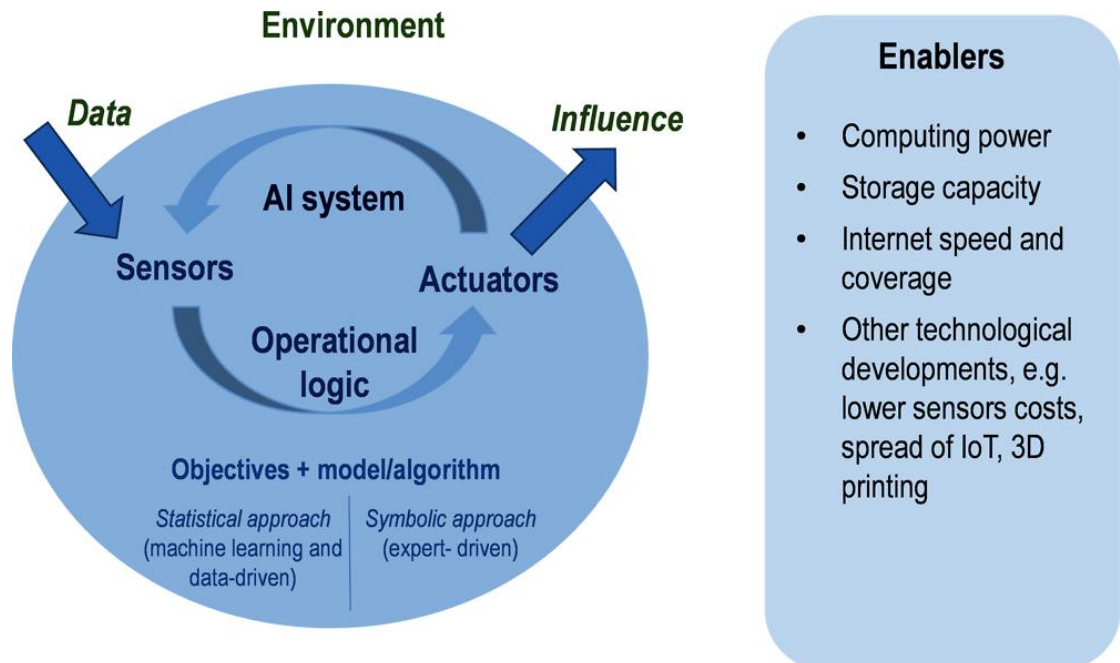 Environment
Data
Influence
AI system
Sensors
Actuators
Operational
logic
Objectives + model/algorithm
Statistical approach
(machine learning and
data-driven)
Symbolic approach
(expert- driven)
Enablers
• Computing power
• Storage capacity
• Internet speed and
coverage
• Other technological
developments, e.g.
lower sensors costs,
spread of IoT, 3D
printing